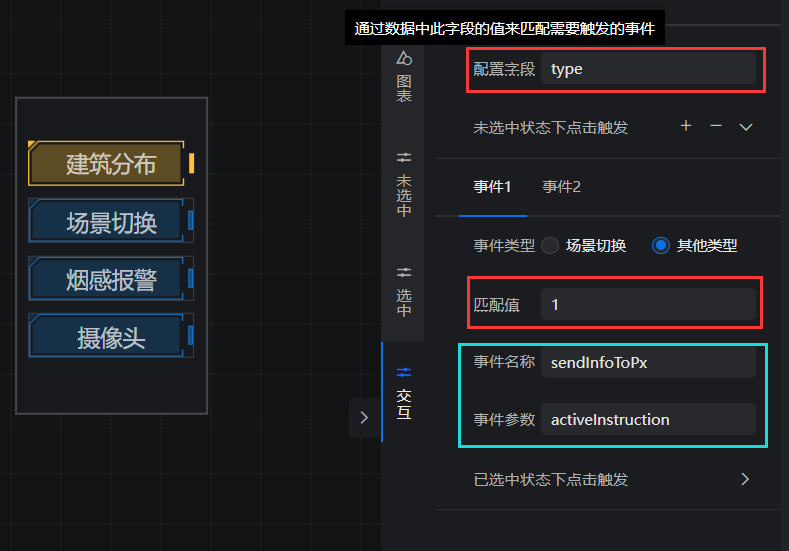 通过数据中此字段的值来匹配需要触发的事件
建筑分布
场景切换
烟感报警
摄像头
图表
未选中
选中
交互
配置字段 type
未选中状态下点击触发
事件1 事件2
事件类型 场景切换 其他类型
匹配值 1
事件名称 sendInfoToPx
事件参数 activeInstruction
已选中状态下点击触发